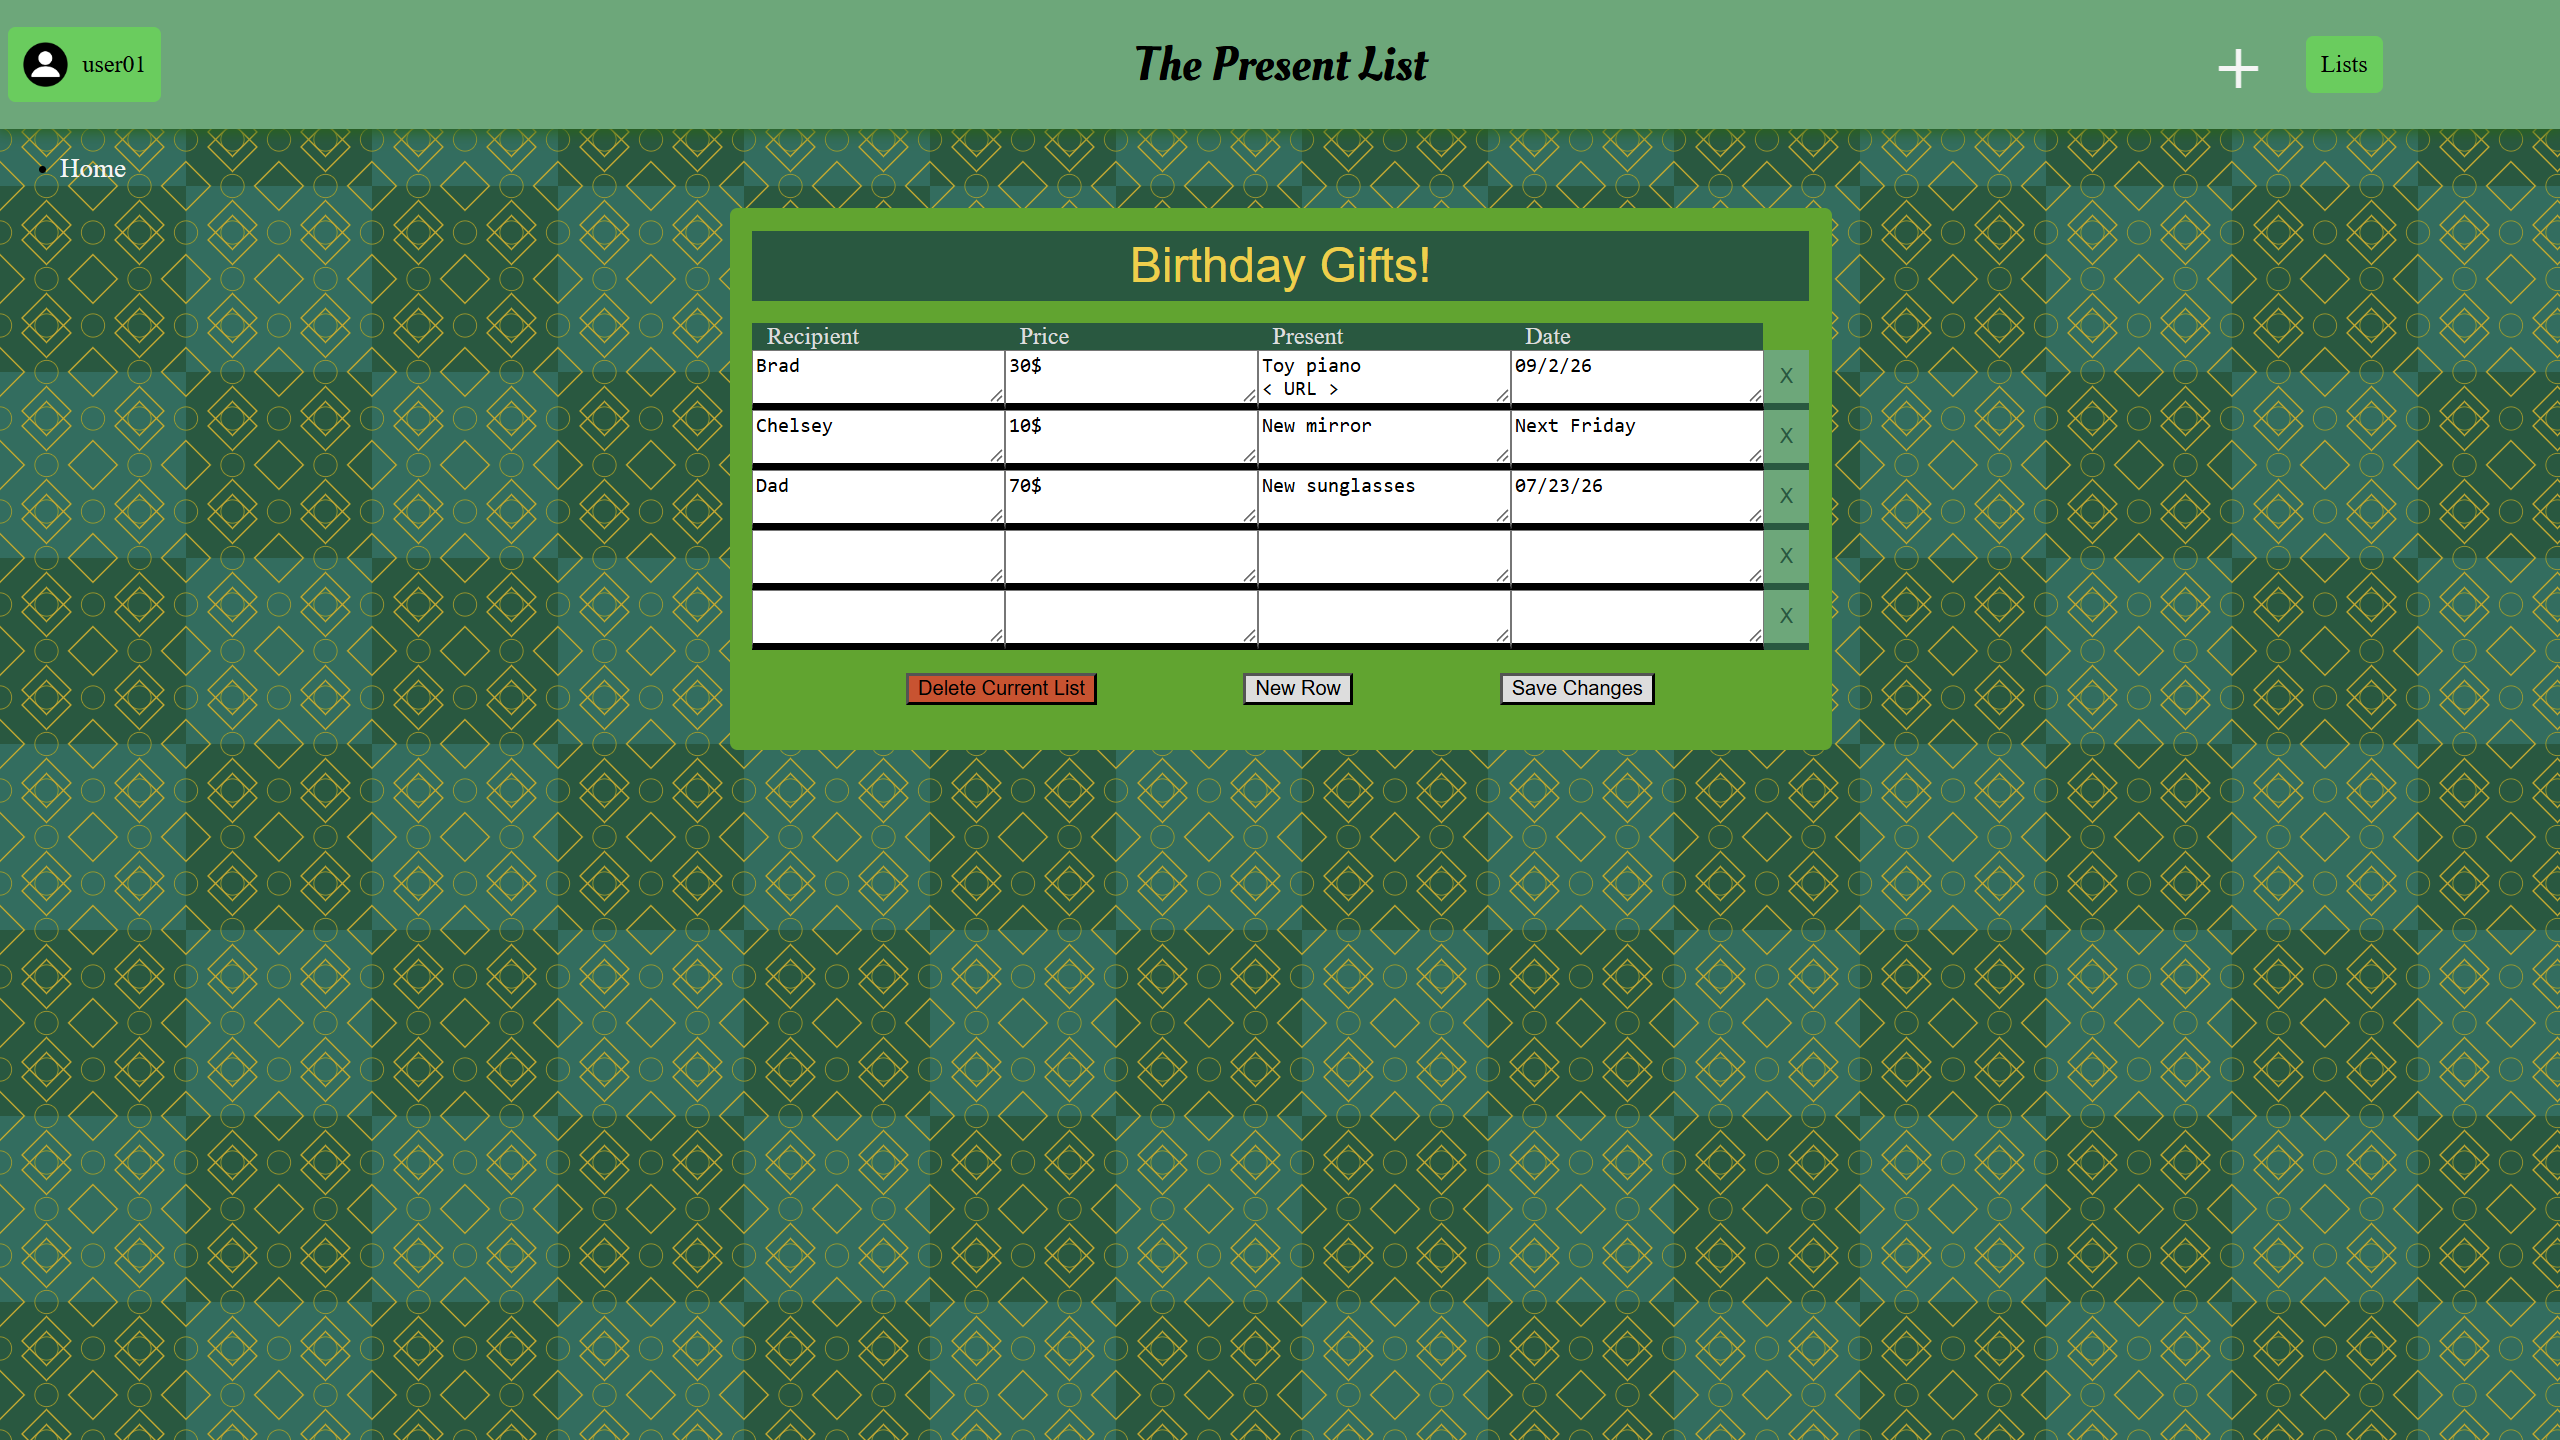 user01
The Present List
Lists
Home
Birthday Gifts!
Recipient Price Present Date
Brad 30$ Toy piano 09/2/26 X
< URL >
Chelsey 10$ New mirror Next Friday X
Dad 70$ New sunglasses 07/23/26 X
X
X
Delete Current List New Row Save Changes